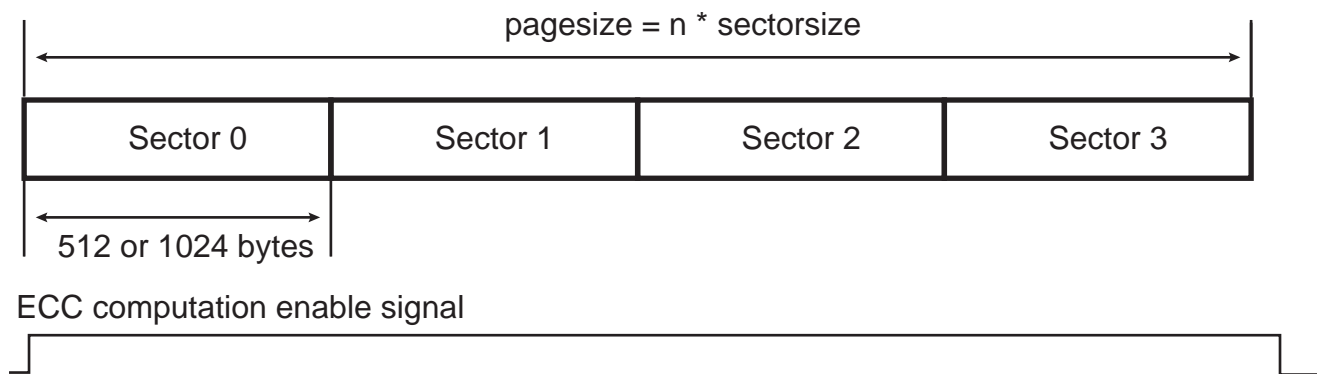 pagesize = n * sectorsize
Sector 0 Sector 1 Sector 2 Sector 3
512 or 1024 bytes
ECC computation enable signal